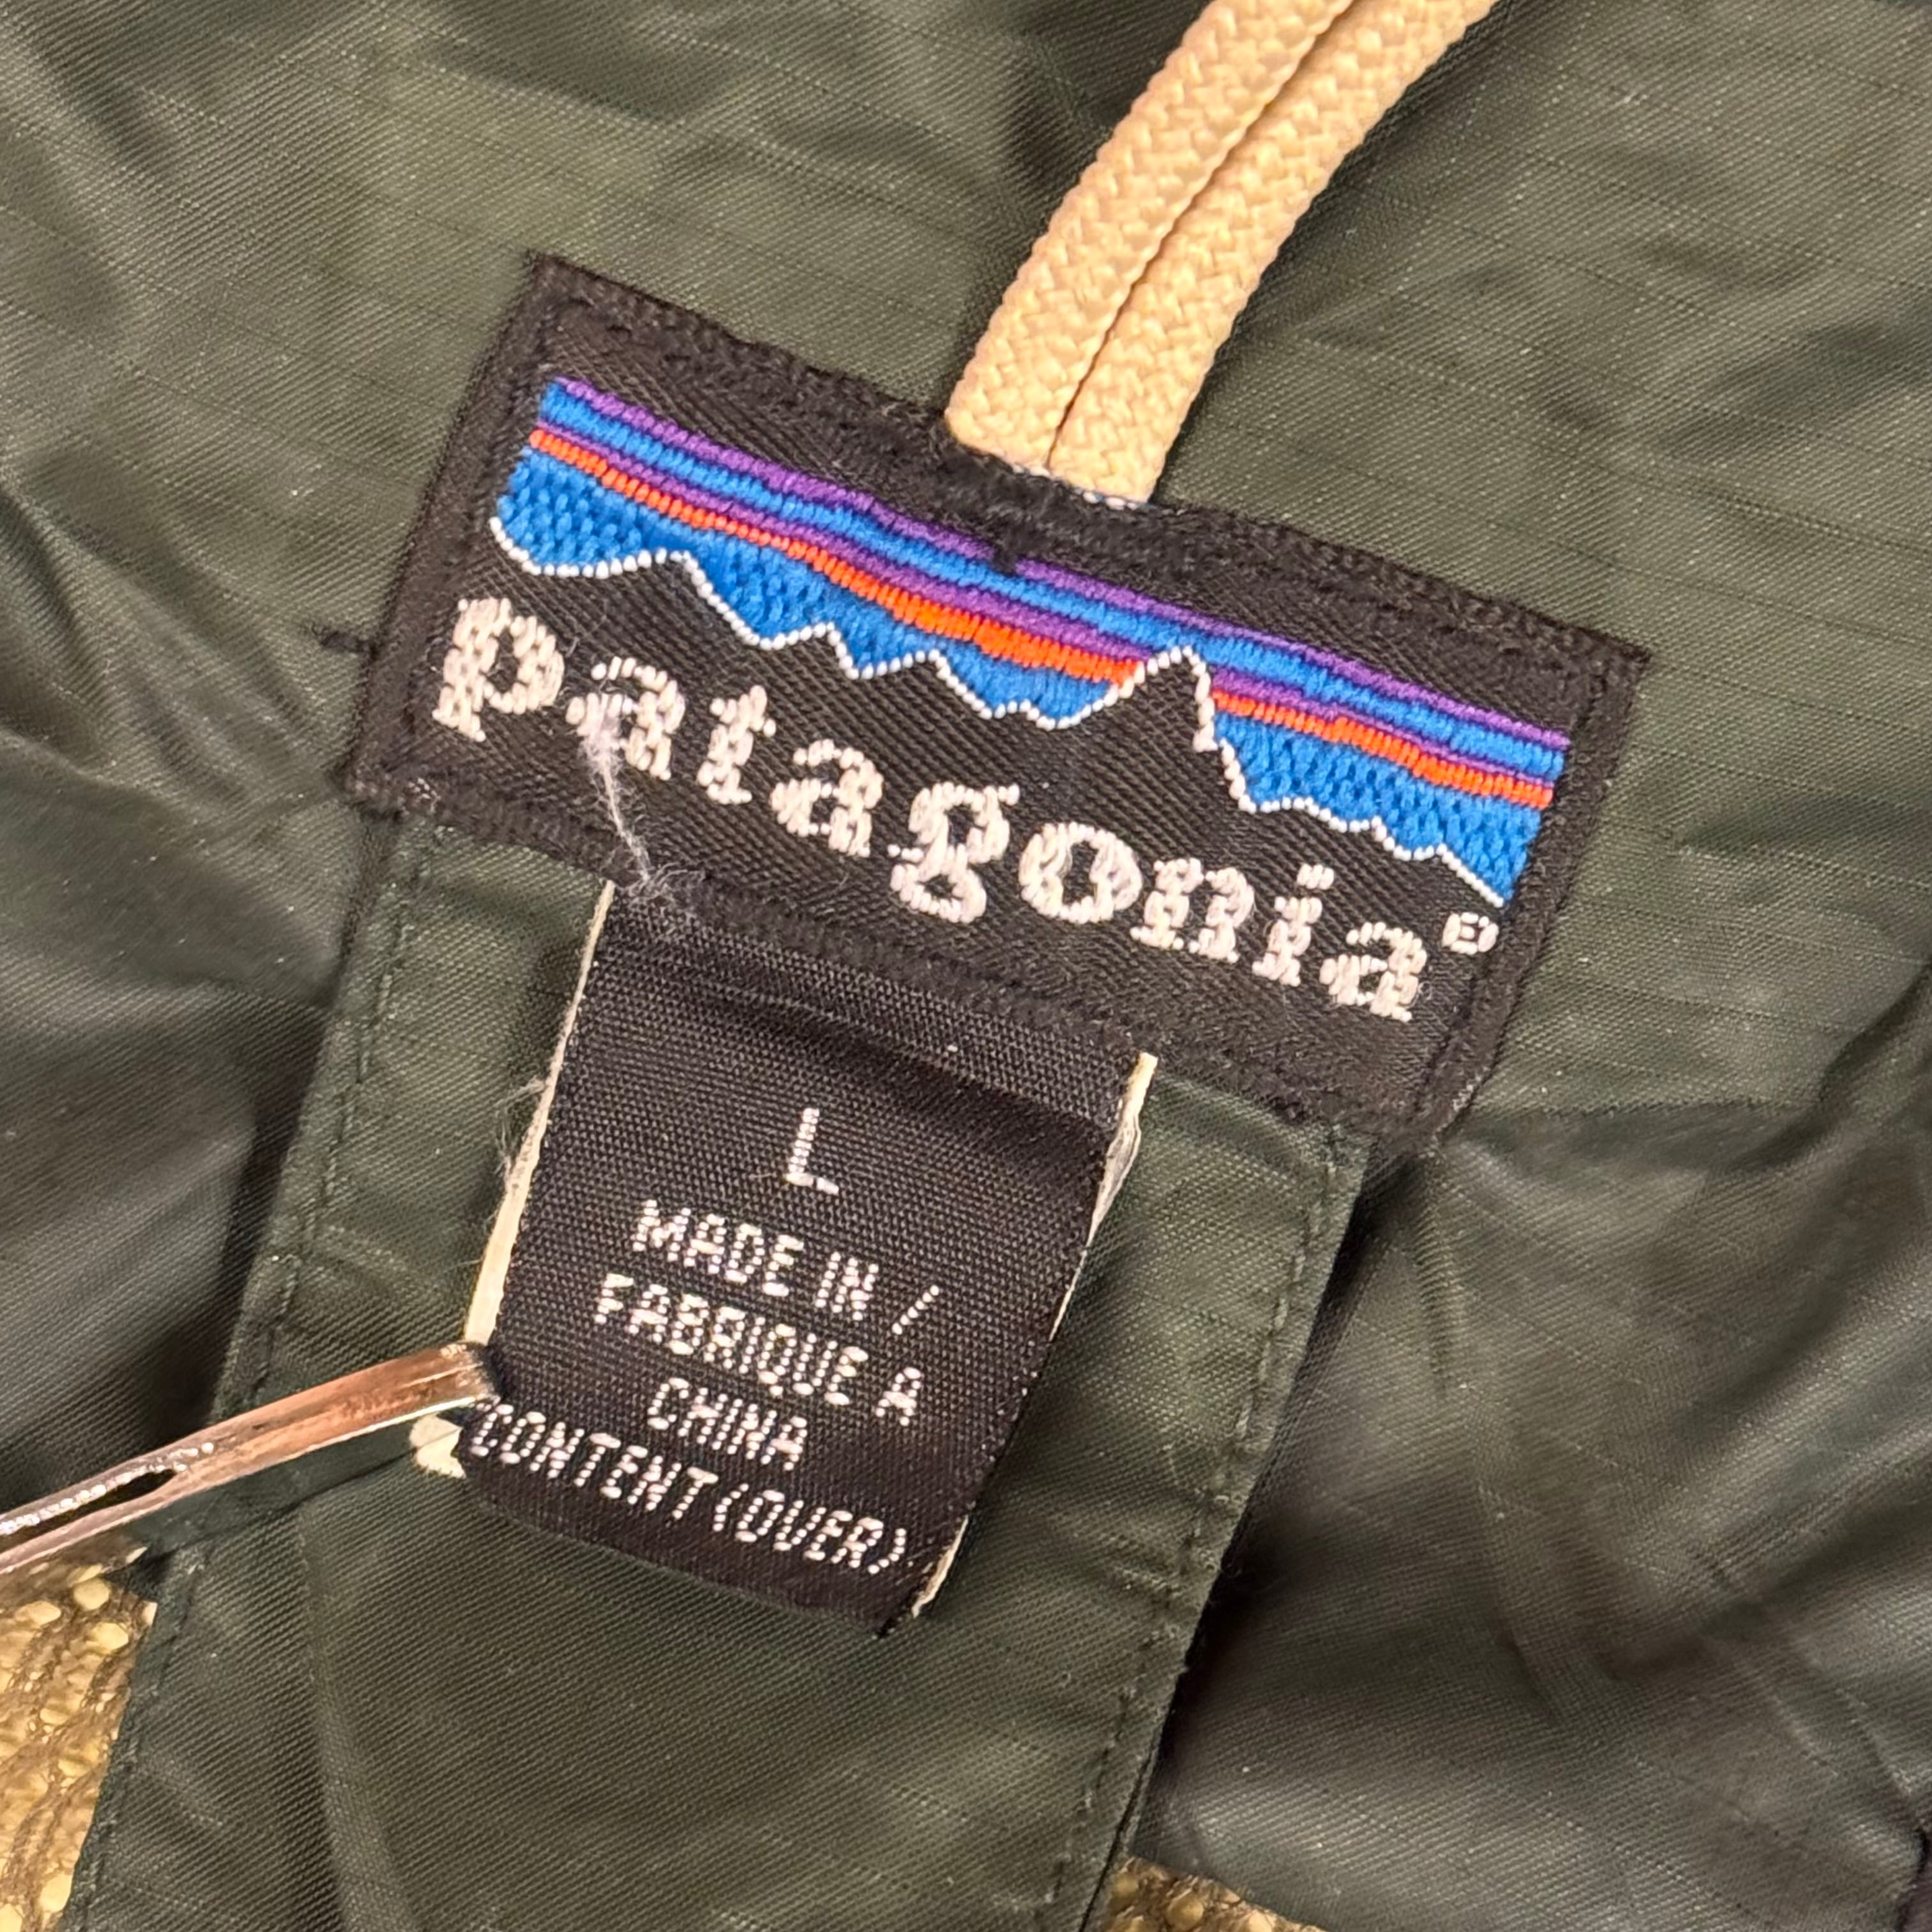 patagonia®
L
MADE IN /
FABRIQUE A
CHINA
CONTENT (OVER)